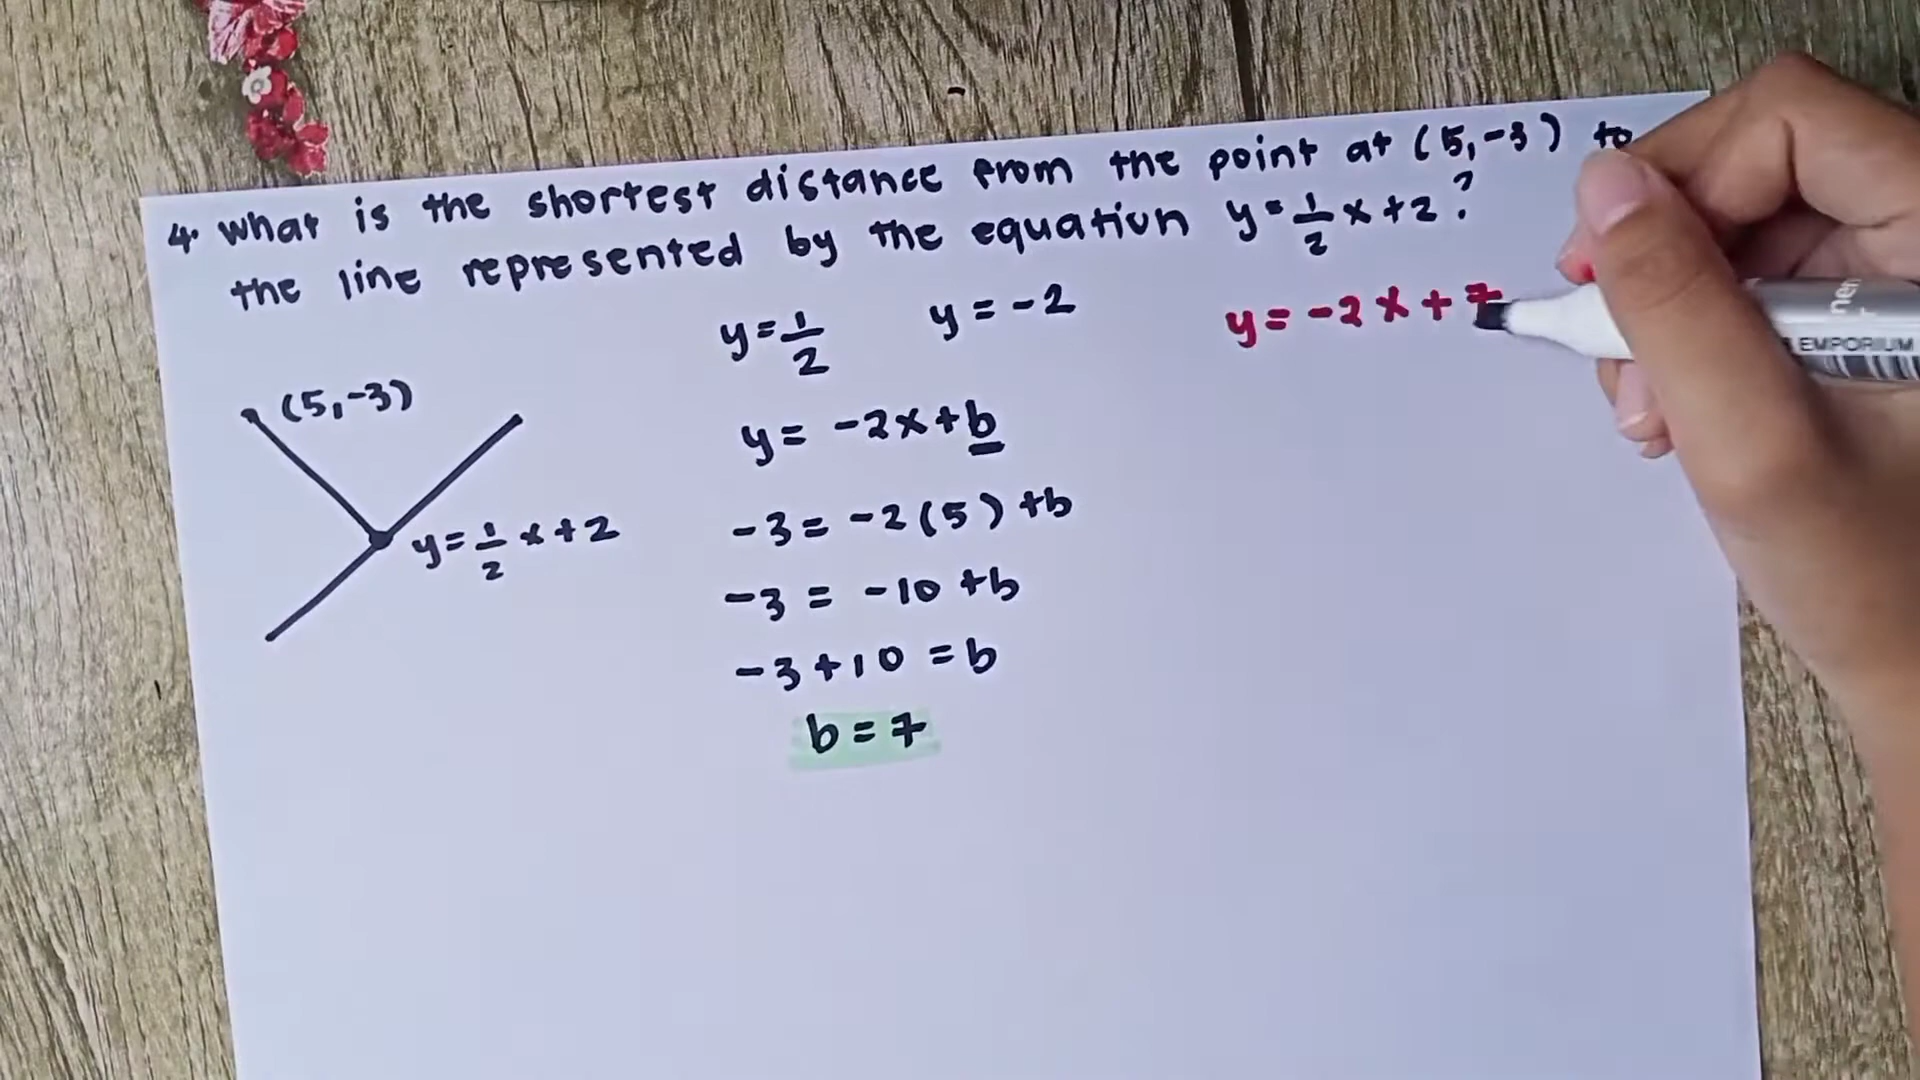 4. What is the shortest distance from the point at (5,-3) to
the line represented by the equation y = 1/2 x + 2?
y = 1/2
y = -2
y = -2x + 7
(5,-3)
y = -2x + b
y = 1/2 x + 2
-3 = -2(5) + b
-3 = -10 + b
-3 + 10 = b
b = 7
EMPORIUM